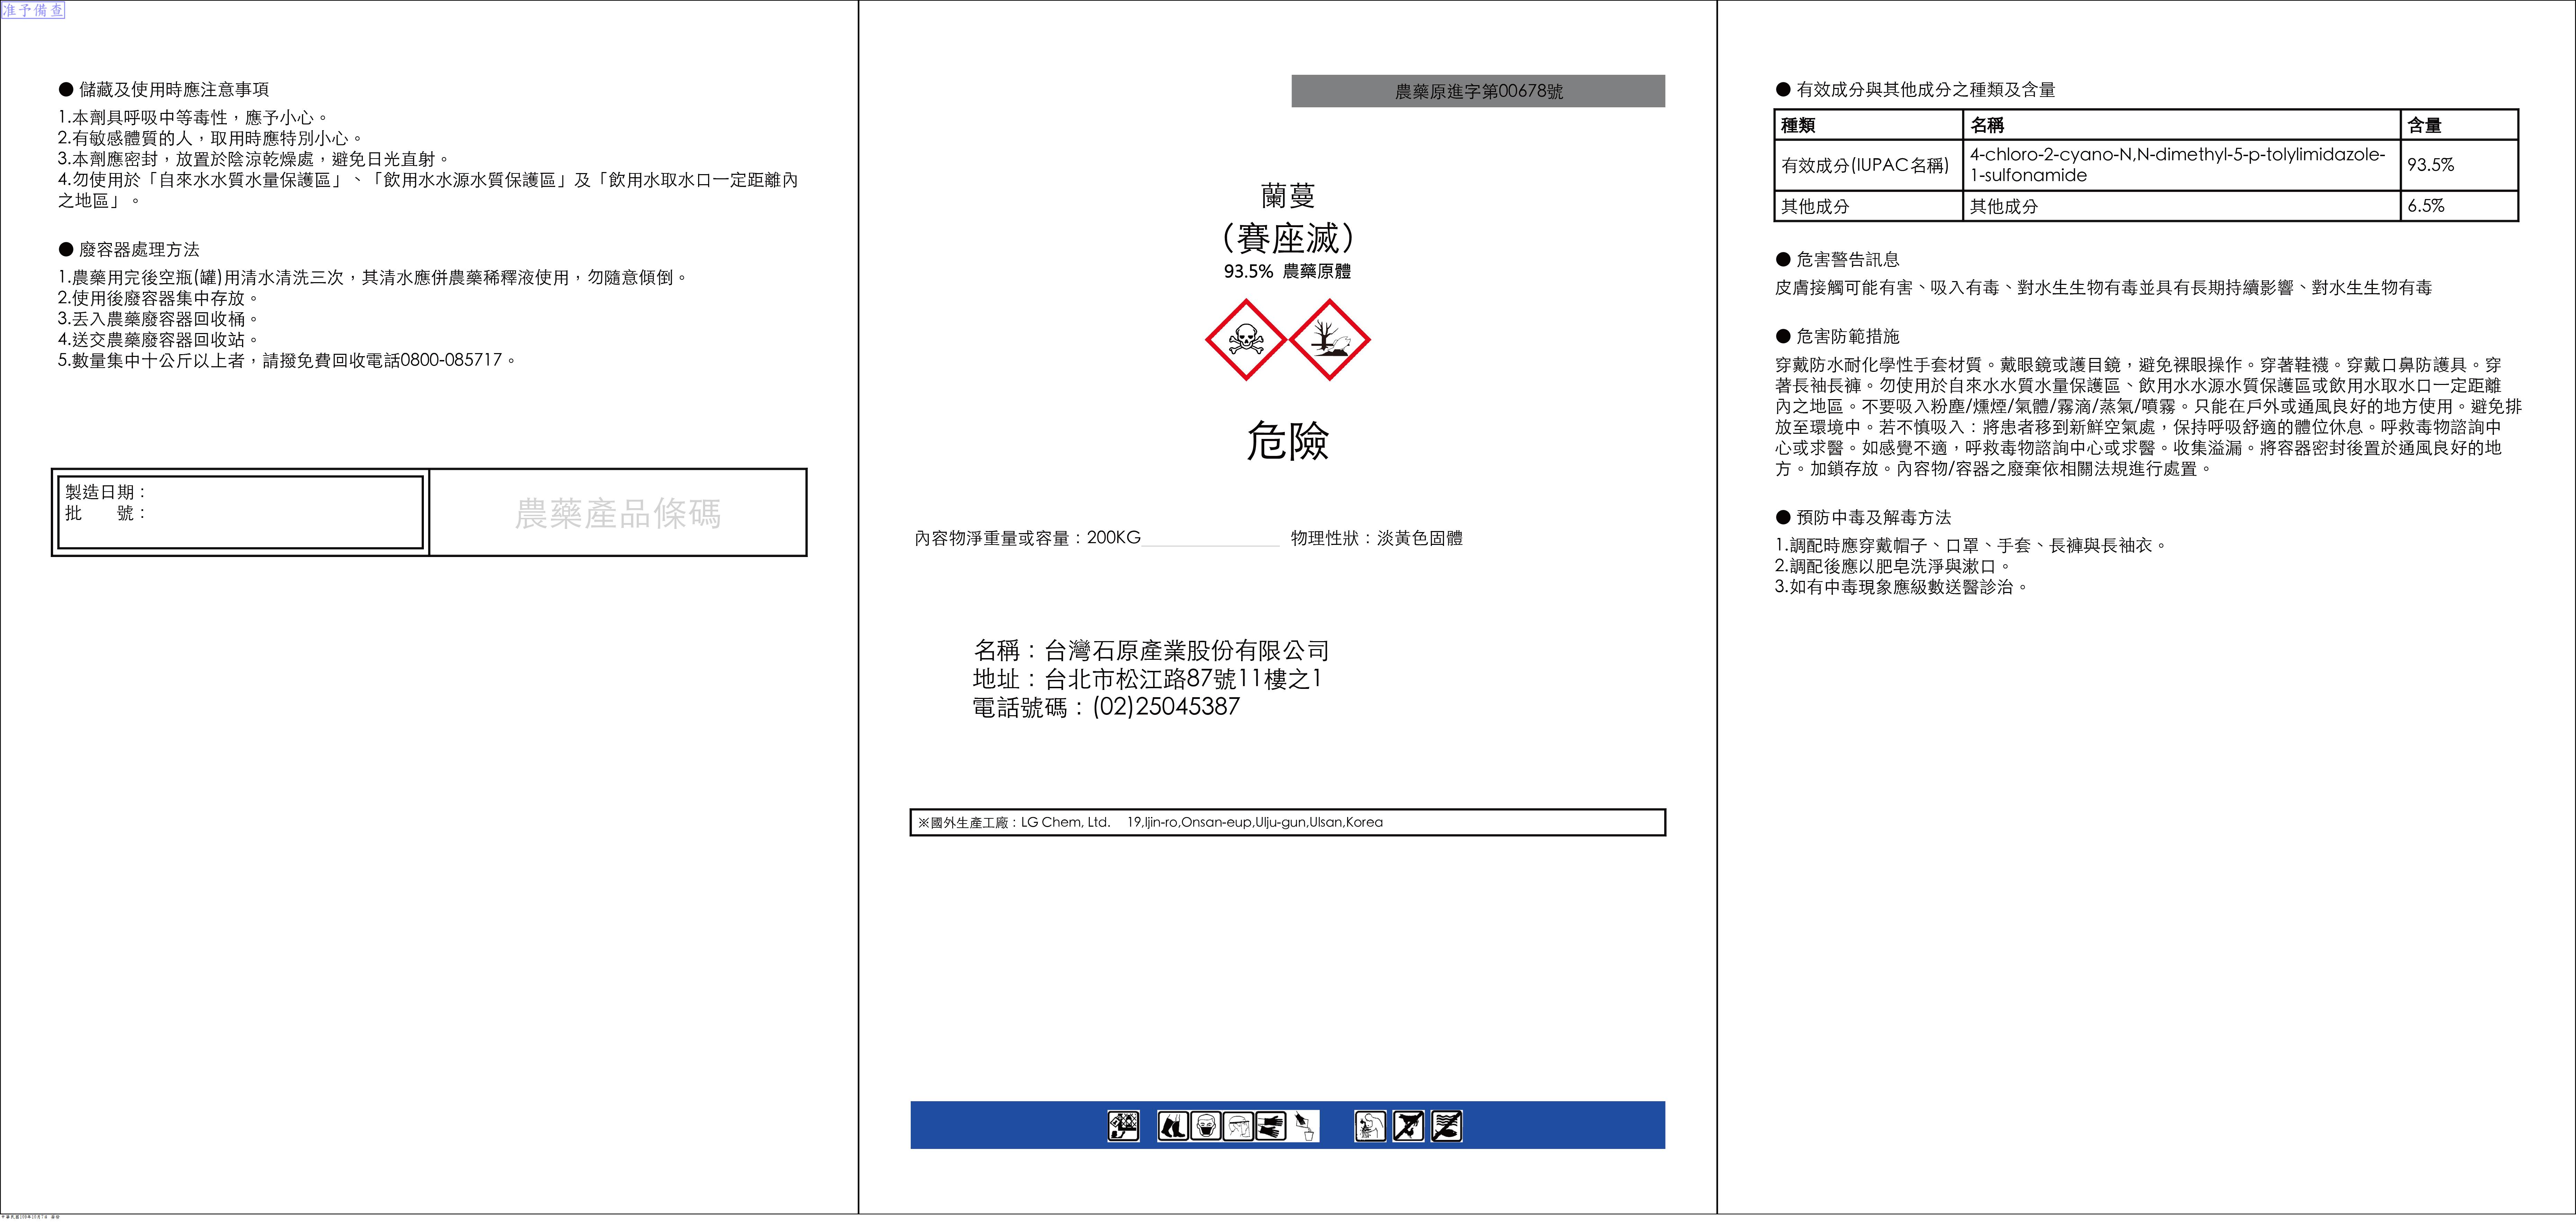 准予備查
● 儲藏及使用時應注意事項
1.本劑具呼吸中等毒性，應予小心。
2.有敏感體質的人，取用時應特別小心。
3.本劑應密封，放置於陰涼乾燥處，避免日光直射。
4.勿使用於「自來水水質水量保護區」、「飲用水水源水質保護區」及「飲用水取水口一定距離內
之地區」。
● 廢容器處理方法
1.農藥用完後空瓶(罐)用清水清洗三次，其清水應併農藥稀釋液使用，勿隨意傾倒。
2.使用後廢容器集中存放。
3.丟入農藥廢容器回收桶。
4.送交農藥廢容器回收站。
5.數量集中十公斤以上者，請撥免費回收電話0800-085717。
製造日期：
批　　號：
農藥產品條碼
農藥原進字第00678號
蘭蔓
（賽座滅）
93.5% 農藥原體
危險
內容物淨重量或容量：200KG 物理性狀：淡黃色固體
名稱：台灣石原產業股份有限公司
地址：台北市松江路87號11樓之1
電話號碼：(02)25045387
※國外生產工廠：LG Chem, Ltd. 19,Ijin-ro,Onsan-eup,Ulju-gun,Ulsan,Korea
● 有效成分與其他成分之種類及含量
種類 名稱 含量
有效成分(IUPAC名稱) 4-chloro-2-cyano-N,N-dimethyl-5-p-tolylimidazole-
1-sulfonamide 93.5%
其他成分 其他成分 6.5%
● 危害警告訊息
皮膚接觸可能有害、吸入有毒、對水生生物有毒並具有長期持續影響、對水生生物有毒
● 危害防範措施
穿戴防水耐化學性手套材質。戴眼鏡或護目鏡，避免裸眼操作。穿著鞋襪。穿戴口鼻防護具。穿
著長袖長褲。勿使用於自來水水質水量保護區、飲用水水源水質保護區或飲用水取水口一定距離
內之地區。不要吸入粉塵/燻煙/氣體/霧滴/蒸氣/噴霧。只能在戶外或通風良好的地方使用。避免排
放至環境中。若不慎吸入：將患者移到新鮮空氣處，保持呼吸舒適的體位休息。呼救毒物諮詢中
心或求醫。如感覺不適，呼救毒物諮詢中心或求醫。收集溢漏。將容器密封後置於通風良好的地
方。加鎖存放。內容物/容器之廢棄依相關法規進行處置。
● 預防中毒及解毒方法
1.調配時應穿戴帽子、口罩、手套、長褲與長袖衣。
2.調配後應以肥皂洗淨與漱口。
3.如有中毒現象應級數送醫診治。